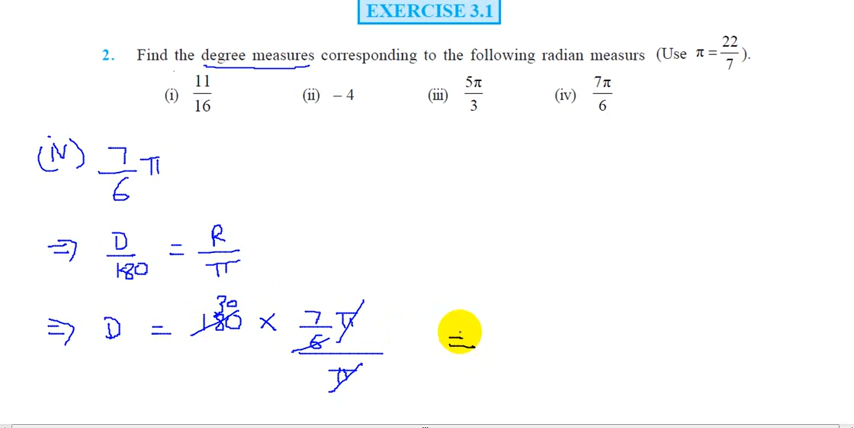 EXERCISE 3.1
2. Find the degree measures corresponding to the following radian measurs (Use π = 22/7).
(i) 11/16 (ii) – 4 (iii) 5π/3 (iv) 7π/6
(iv) 7/6 π
⇒ D/180 = R/π
30
⇒ D = 180 × 7/6 π / π =